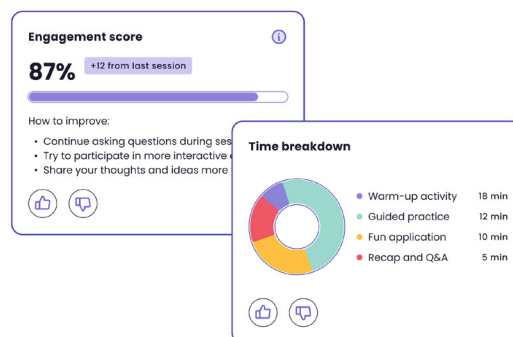 Engagement score
87%
+12 from last session
How to improve:
• Continue asking questions during
• Try to participate in more interactive
• Share your thoughts and ideas more
Time breakdown
Warm-up activity 18 min
Guided practice 12 min
Fun application 10 min
Recap and Q&A 5 min